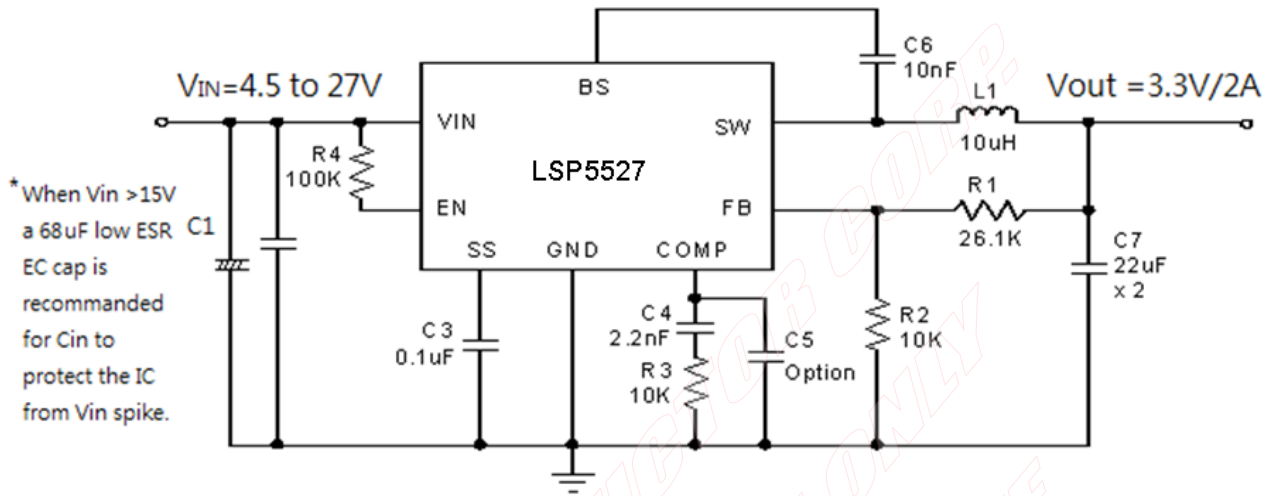 C6
10nF
VIN=4.5 to 27V
Vout =3.3V/2A
BS
L1
VIN
SW
10uH
R4
100K
LSP5527
* When Vin >15V
a 68uF low ESR
EC cap is
recommanded
for Cin to
protect the IC
from Vin spike.
C1
R1
EN
FB
26.1K
SS
GND
COMP
C7
22uF
x 2
C3
0.1uF
C4
2.2nF
R3
10K
C5
Option
R2
10K
UCTOR CORP.
ONLY